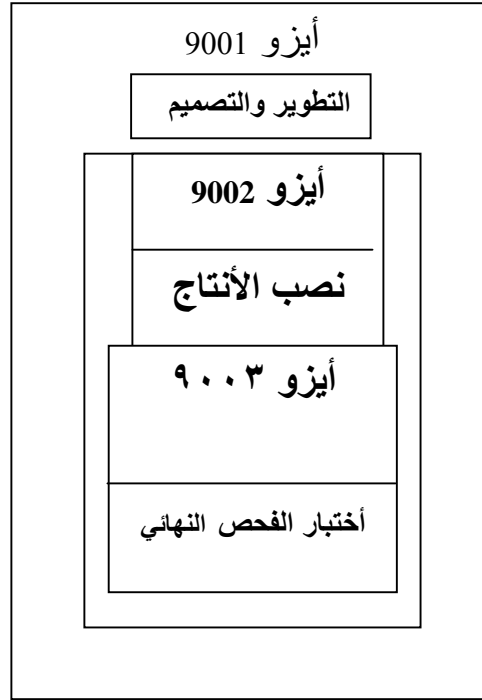 أيزو 9001
التطوير والتصميم
أيزو 9002
نصب الأنتاج
أيزو ٩٠٠٣
أختبار الفحص النهائي